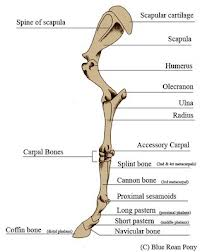 Scapular cartilage
Spine of scapula
Scapula
Humerus
Olecranon
Ulna
Radius
Accessory Carpal
Carpal Bones
Splint bone (2nd & 4th metacarpal)
Cannon bone (3rd metacarpal)
Proximal sesamoids
Long pastern (proximal phalanx)
Short pastern (middle phalanx)
Coffin bone (distal phalanx)
Navicular bone
(C) Blue Roan Pony